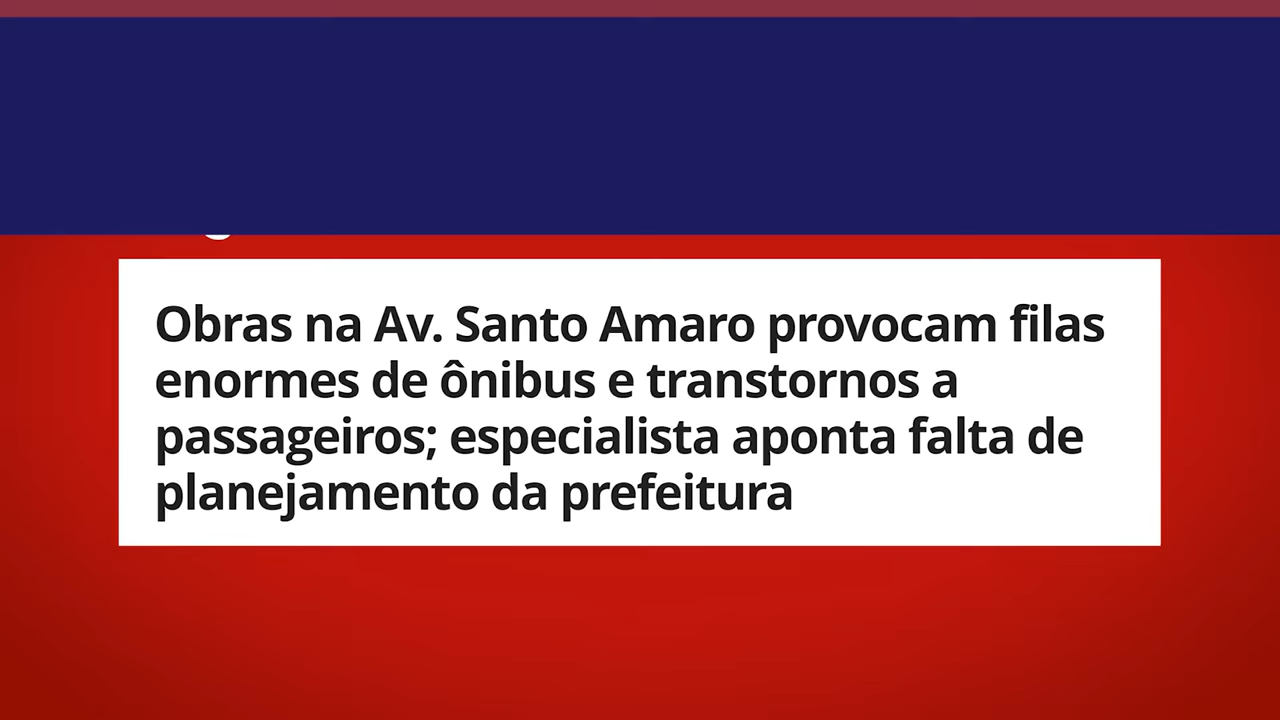 Obras na Av. Santo Amaro provocam filas
enormes de ônibus e transtornos a
passageiros; especialista aponta falta de
planejamento da prefeitura